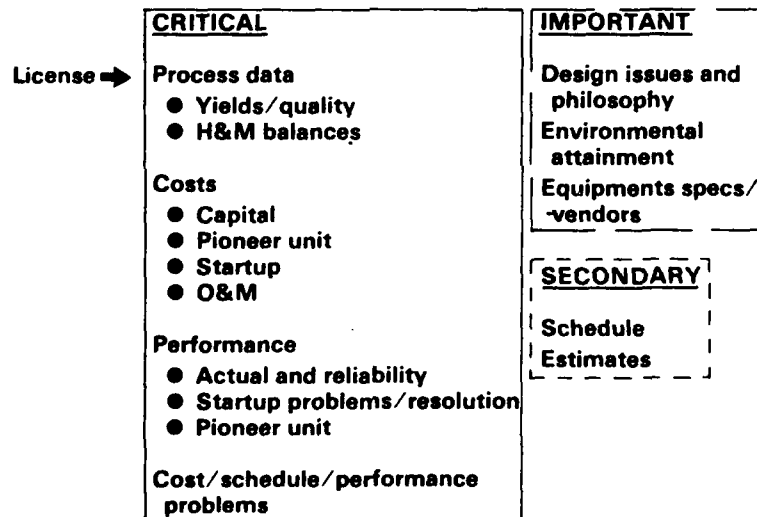 CRITICAL
License → Process data
● Yields/quality
● H&M balances
Costs
● Capital
● Pioneer unit
● Startup
● O&M
Performance
● Actual and reliability
● Startup problems/resolution
● Pioneer unit
Cost/schedule/performance
problems
IMPORTANT
Design issues and
philosophy
Environmental
attainment
Equipments specs/
-vendors
SECONDARY
Schedule
Estimates